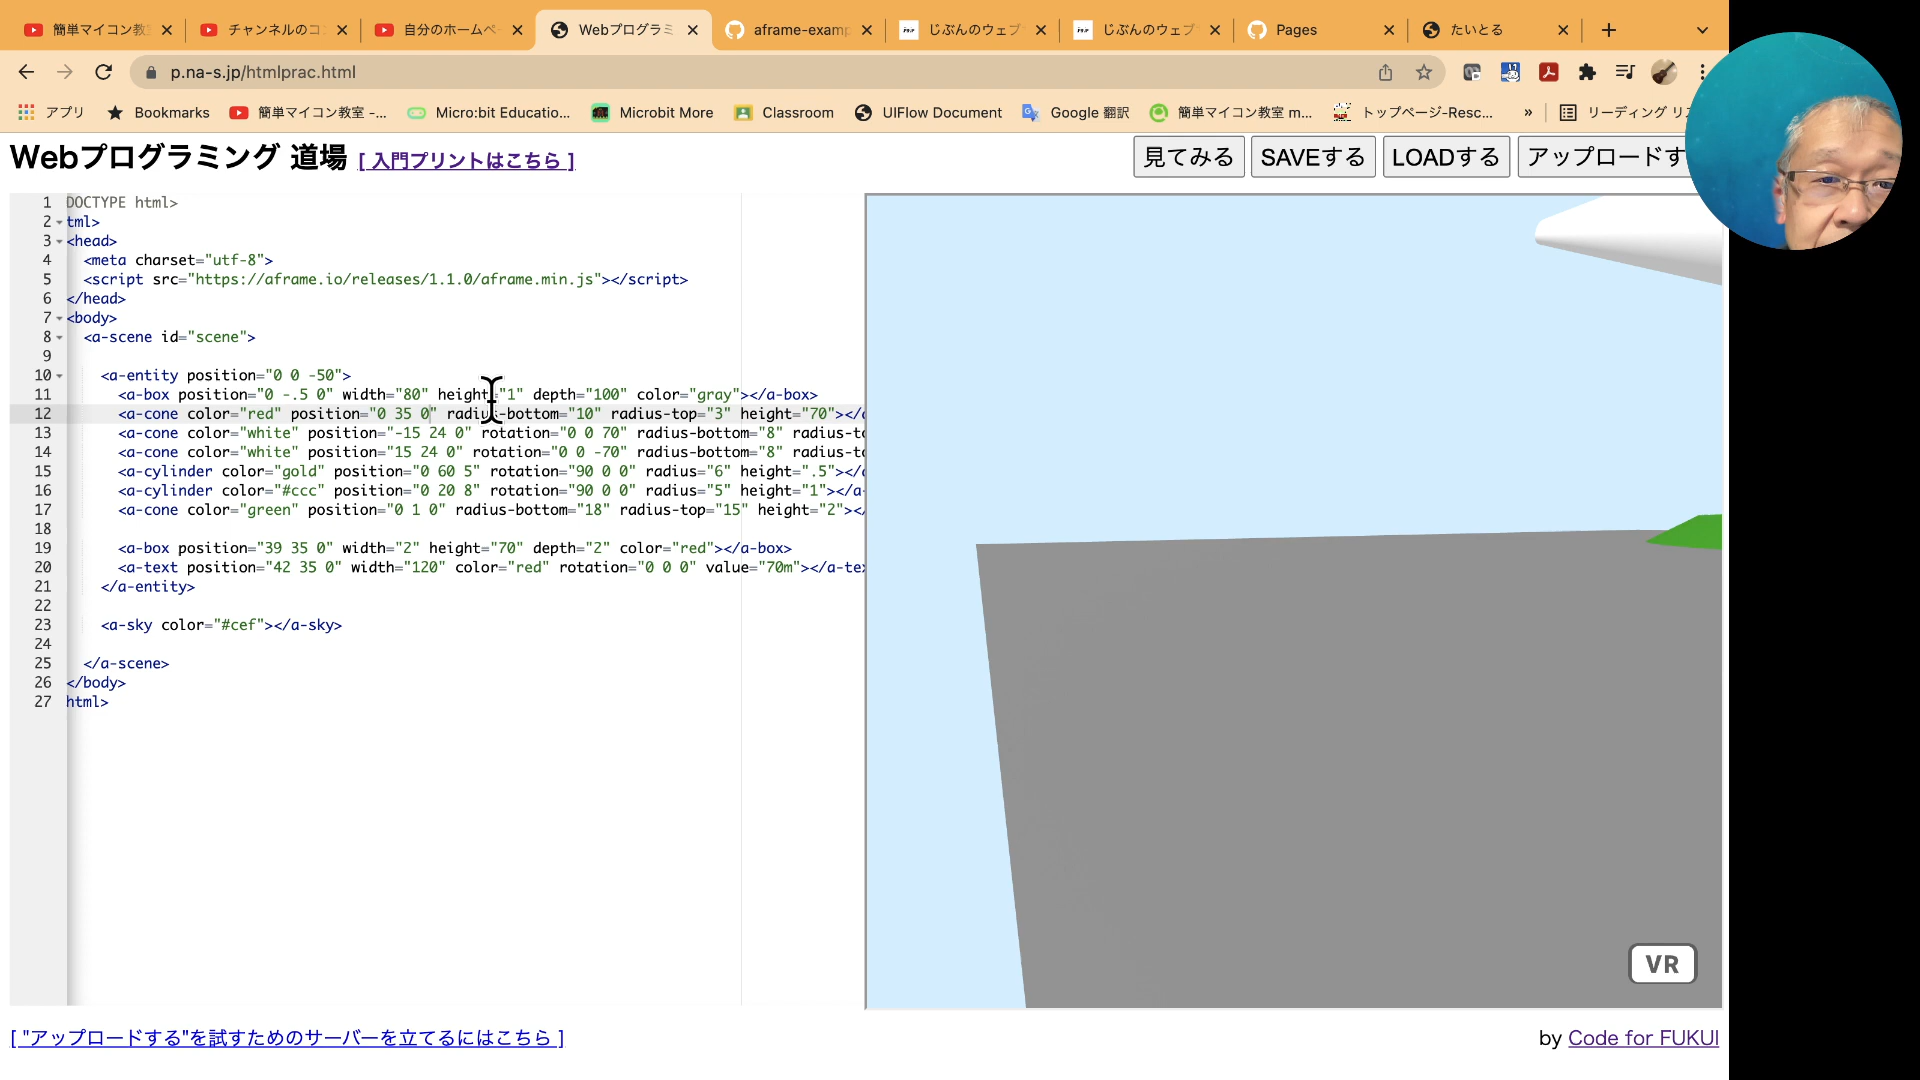 簡単マイコン教
チャンネルのコ
自分のホームペ
Webプログラミ
aframe-examp
じぶんのウェブ
じぶんのウェブ
Pages
たいとる
p.na-s.jp/htmlprac.html
アプリ
Bookmarks
簡単マイコン教室 -...
Micro:bit Educatio...
Microbit More
Classroom
UIFlow Document
Google 翻訳
簡単マイコン教室 m...
トップページ-Resc...
»
リーディング リス
Webプログラミング 道場 [ 入門プリントはこちら ]
見てみる
SAVEする
LOADする
アップロードす
1 DOCTYPE html>
2 tml>
3 <head>
4 <meta charset="utf-8">
5 <script src="https://aframe.io/releases/1.1.0/aframe.min.js"></script>
6 </head>
7 <body>
8 <a-scene id="scene">
9
10 <a-entity position="0 0 -50">
11 <a-box position="0 -.5 0" width="80" height="1" depth="100" color="gray"></a-box>
12 <a-cone color="red" position="0 35 0" radius-bottom="10" radius-top="3" height="70"></a
13 <a-cone color="white" position="-15 24 0" rotation="0 0 70" radius-bottom="8" radius-to
14 <a-cone color="white" position="15 24 0" rotation="0 0 -70" radius-bottom="8" radius-to
15 <a-cylinder color="gold" position="0 60 5" rotation="90 0 0" radius="6" height=".5"></a
16 <a-cylinder color="#ccc" position="0 20 8" rotation="90 0 0" radius="5" height="1"></a-
17 <a-cone color="green" position="0 1 0" radius-bottom="18" radius-top="15" height="2"></
18
19 <a-box position="39 35 0" width="2" height="70" depth="2" color="red"></a-box>
20 <a-text position="42 35 0" width="120" color="red" rotation="0 0 0" value="70m"></a-tex
21 </a-entity>
22
23 <a-sky color="#cef"></a-sky>
24
25 </a-scene>
26 </body>
27 html>
VR
[ "アップロードする"を試すためのサーバーを立てるにはこちら ]
by Code for FUKUI